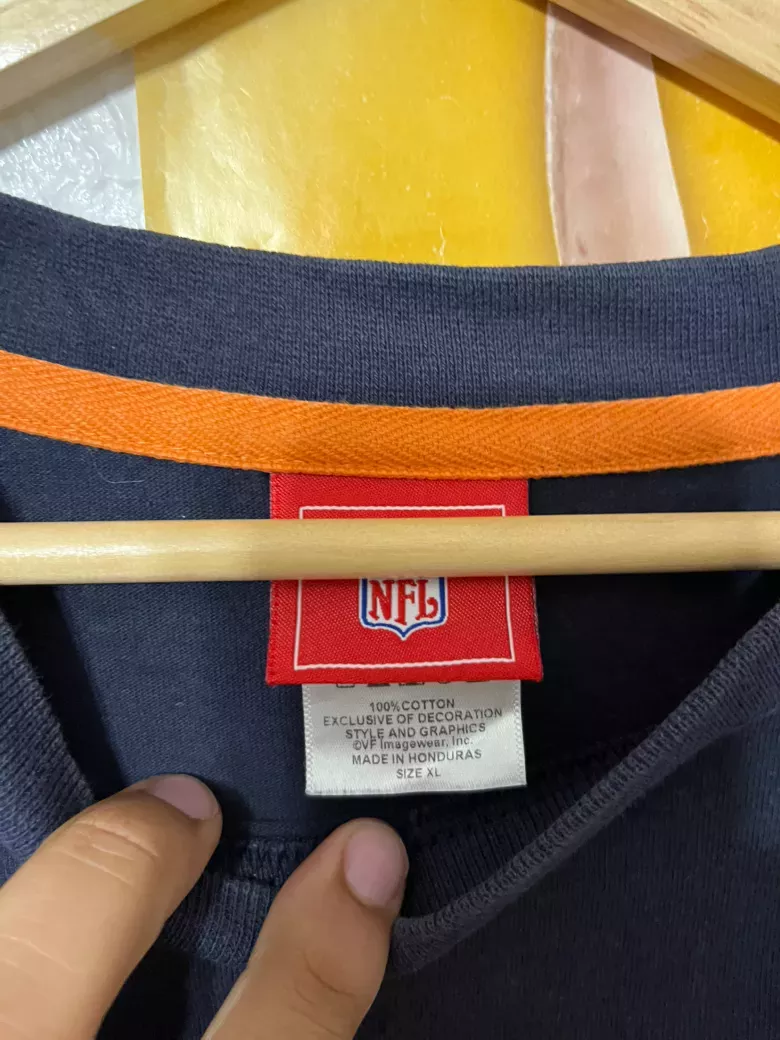 NFL
100%COTTON
EXCLUSIVE OF DECORATION
STYLE AND GRAPHICS
©VF Imagewear, Inc.
MADE IN HONDURAS
SIZE XL